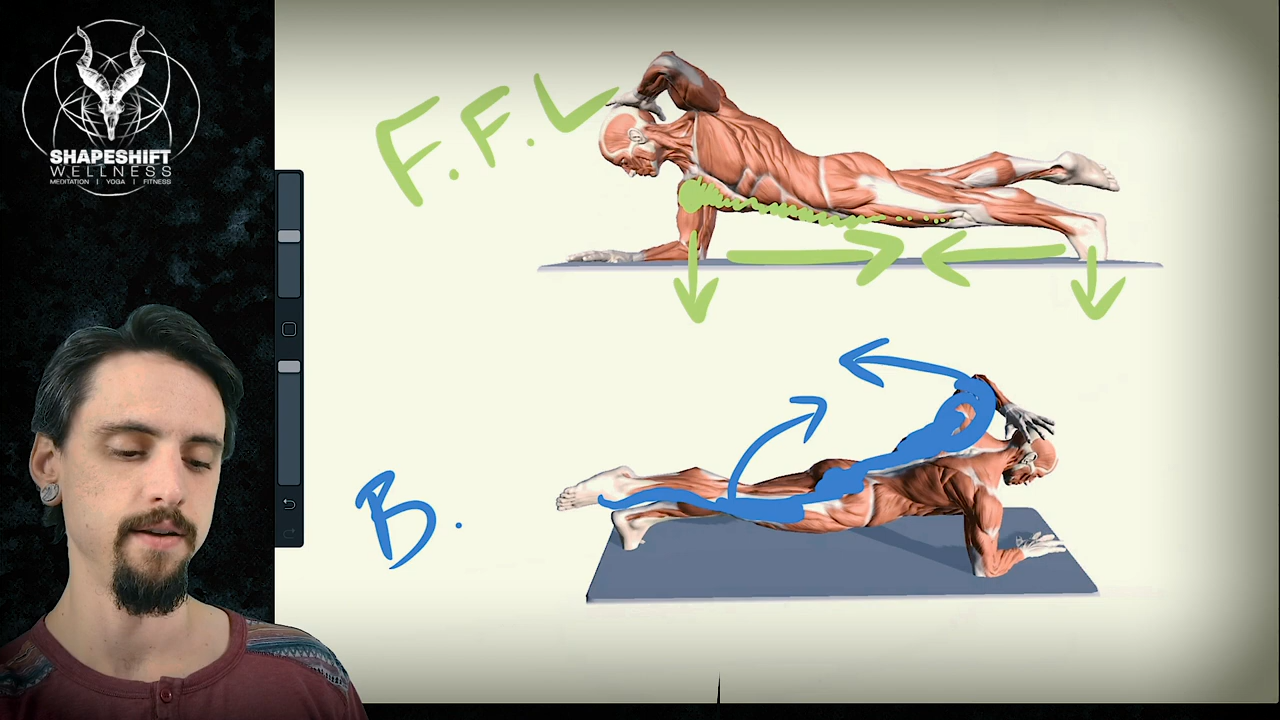 SHAPESHIFT
WELLNESS
MEDITATION | YOGA | FITNESS
F.F.L
B.